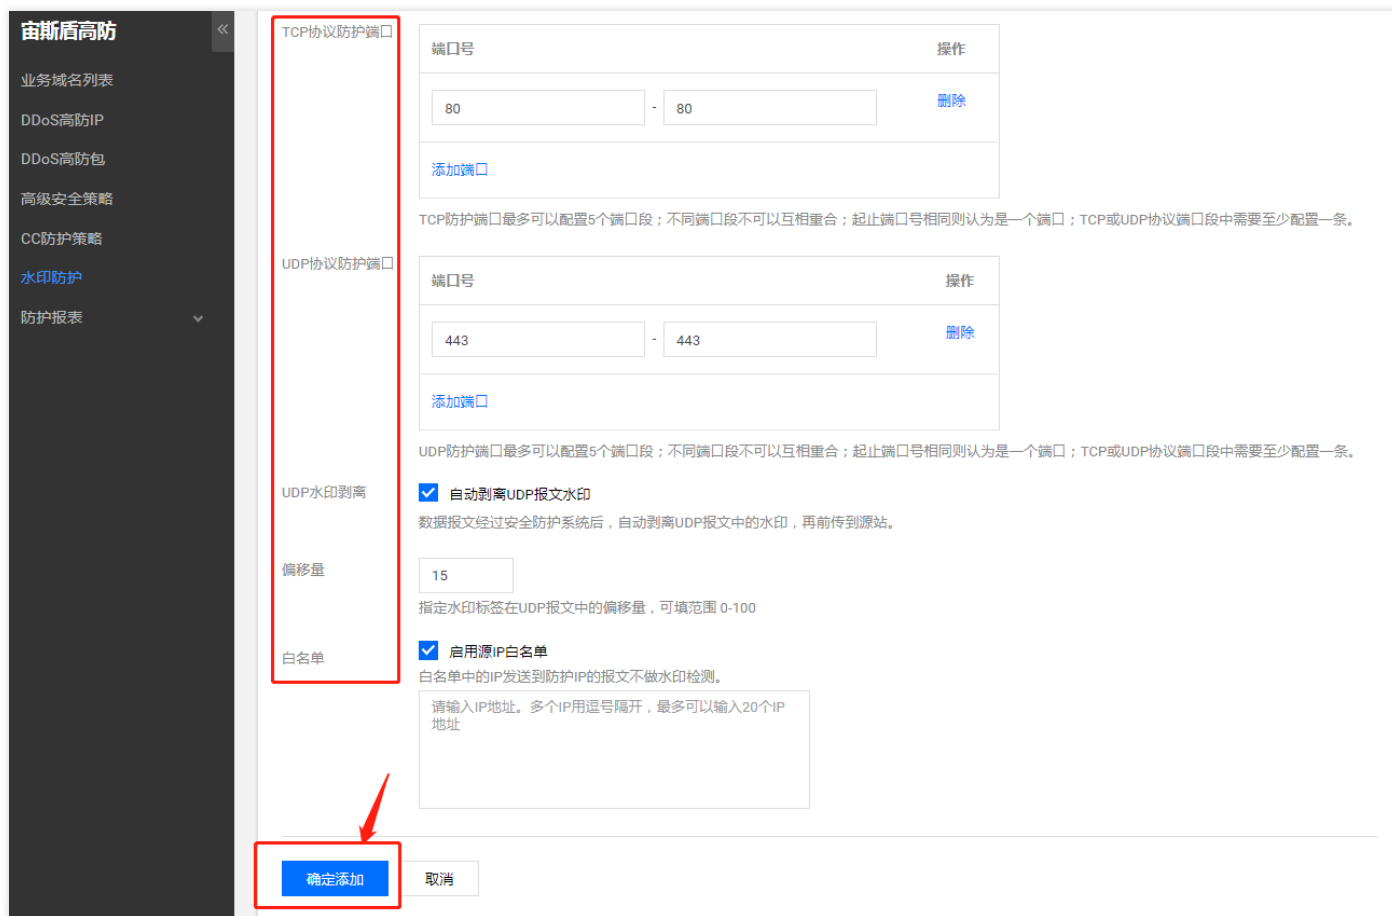 宙斯盾高防
«
业务域名列表
DDoS高防IP
DDoS高防包
高级安全策略
CC防护策略
水印防护
防护报表
TCP协议防护端口
端口号 操作
80 - 80 删除
添加端口
TCP防护端口最多可以配置5个端口段；不同端口段不可以互相重合；起止端口号相同则认为是一个端口；TCP或UDP协议端口段中需要至少配置一条。
UDP协议防护端口
端口号 操作
443 - 443 删除
添加端口
UDP防护端口最多可以配置5个端口段；不同端口段不可以互相重合；起止端口号相同则认为是一个端口；TCP或UDP协议端口段中需要至少配置一条。
UDP水印剥离 自动剥离UDP报文水印
数据报文经过安全防护系统后，自动剥离UDP报文中的水印，再前传到源站。
偏移量 15
指定水印标签在UDP报文中的偏移量，可填范围 0-100
白名单 启用源IP白名单
白名单中的IP发送到防护IP的报文不做水印检测。
请输入IP地址。多个IP用逗号隔开，最多可以输入20个IP
地址
确定添加 取消